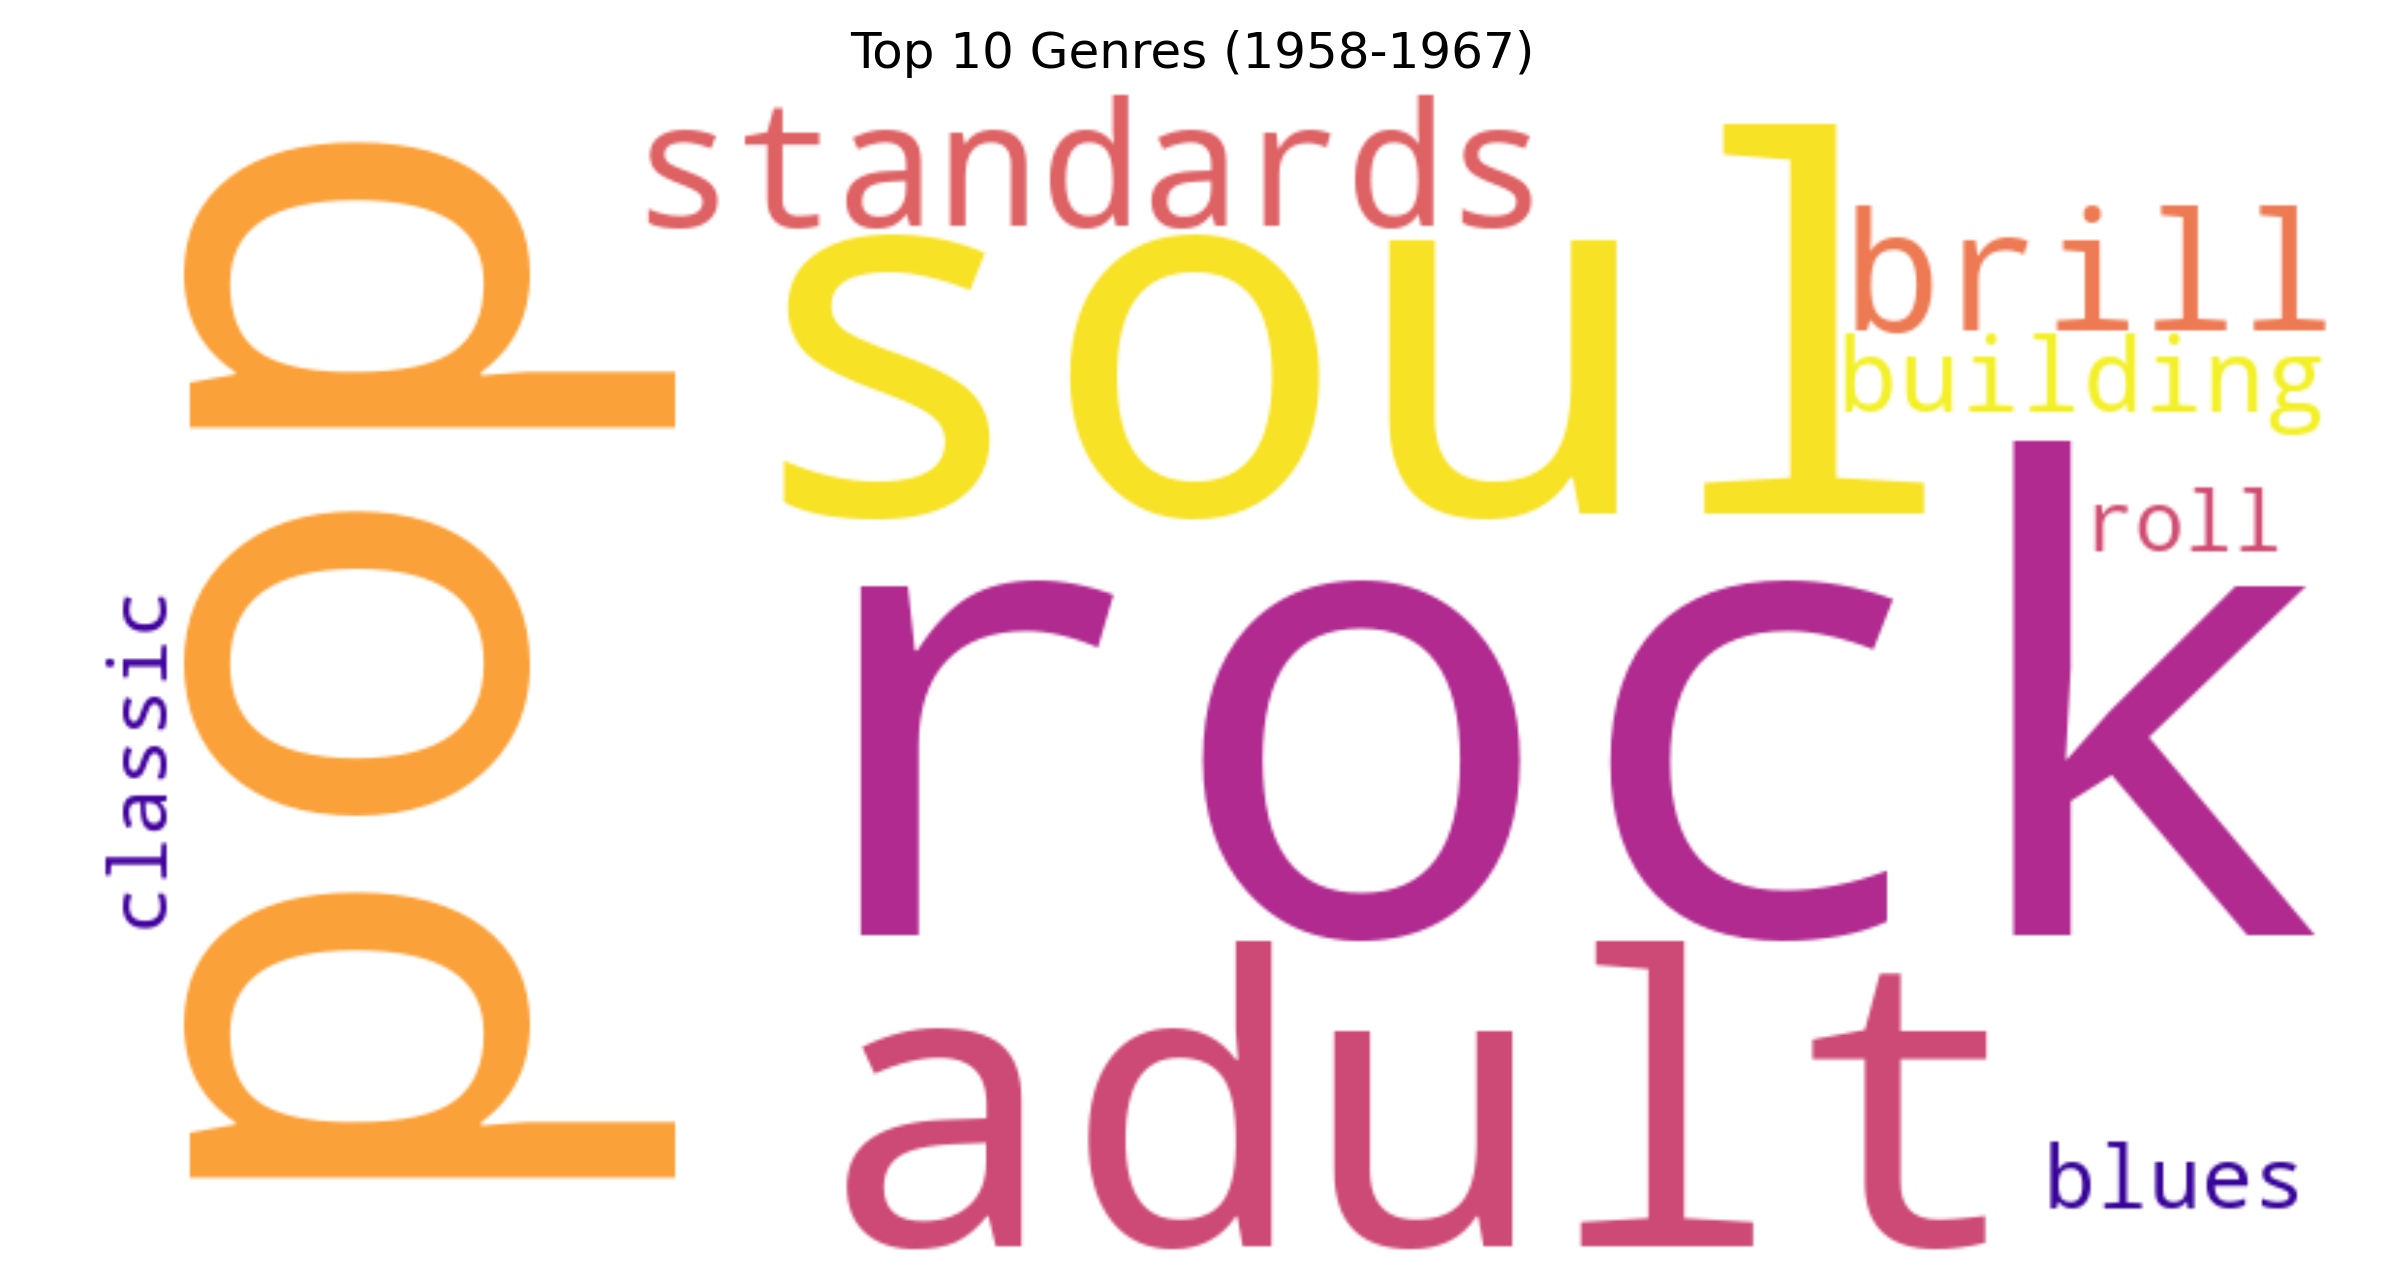 Top 10 Genres (1958-1967)
standards
soul
brill
building
pop
classic
rock
roll
adult
blues